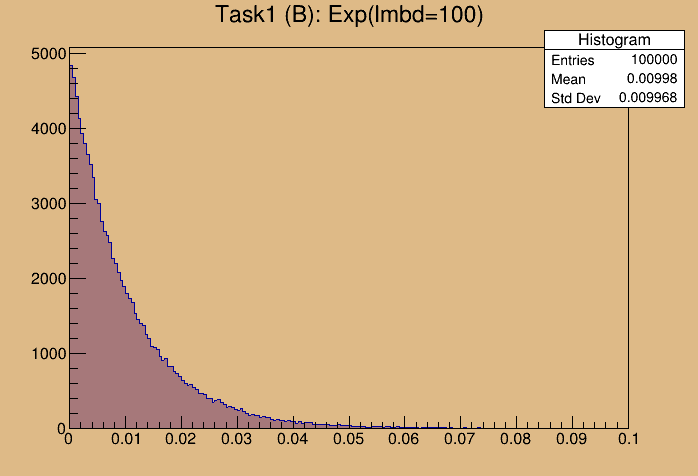 Task1 (B): Exp(lmbd=100)
Histogram
Entries 100000
Mean 0.00998
Std Dev 0.009968
5000
4000
3000
2000
1000
0
0 0.01 0.02 0.03 0.04 0.05 0.06 0.07 0.08 0.09 0.1